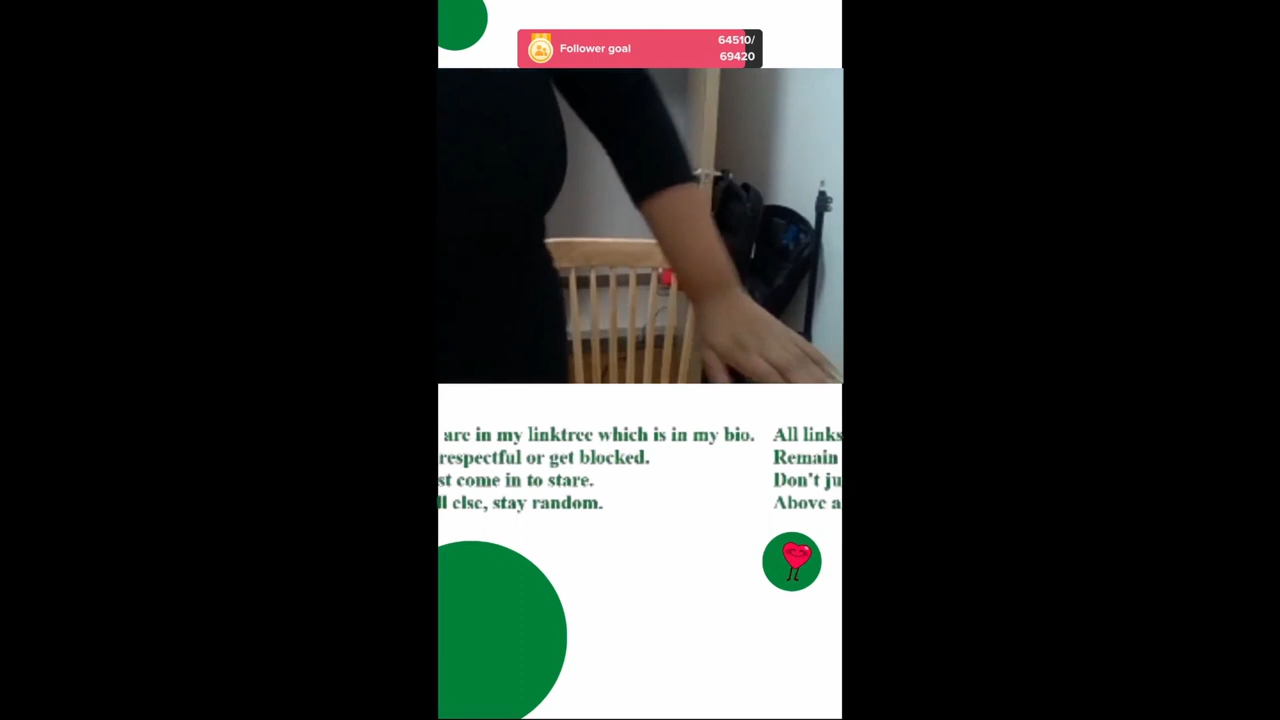 Follower goal
64510/
69420
are in my linktree which is in my bio. All links
respectful or get blocked. Remain
st come in to stare. Don't ju
ll else, stay random. Above a